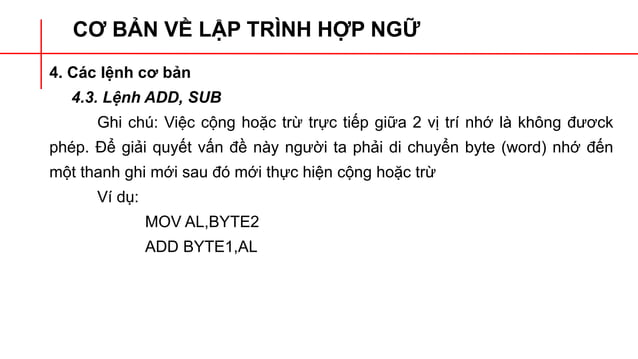 CƠ BẢN VỀ LẬP TRÌNH HỢP NGỮ
4. Các lệnh cơ bản
4.3. Lệnh ADD, SUB
Ghi chú: Việc cộng hoặc trừ trực tiếp giữa 2 vị trí nhớ là không đươck
phép. Để giải quyết vấn đề này người ta phải di chuyển byte (word) nhớ đến
một thanh ghi mới sau đó mới thực hiện cộng hoặc trừ
Ví dụ:
MOV AL,BYTE2
ADD BYTE1,AL